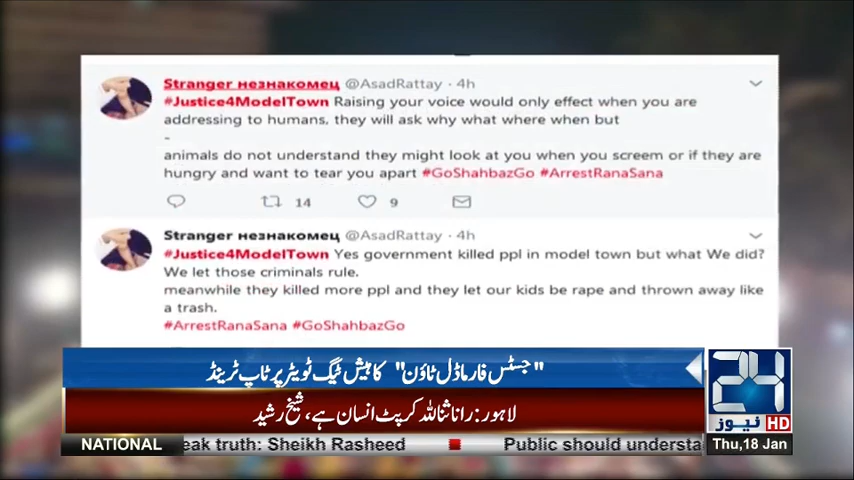 Stranger незнакомец @AsadRattay · 4h
#Justice4ModelTown Raising your voice would only effect when you are
addressing to humans, they will ask why what where when but
-
animals do not understand they might look at you when you screem or if they are
hungry and want to tear you apart #GoShahbazGo #ArrestRanaSana
14 9
Stranger незнакомец @AsadRattay · 4h
#Justice4ModelTown Yes government killed ppl in model town but what We did?
We let those criminals rule.
meanwhile they killed more ppl and they let our kids be rape and thrown away like
a trash.
#ArrestRanaSana #GoShahbazGo
"جسٹس فار ماڈل ٹاؤن" کا ہیش ٹیگ ٹویٹر پر ٹاپ ٹرینڈ
لاہور: رانا ثنااللہ کرپٹ انسان ہے، شیخ رشید
24
نیوز HD
NATIONAL eak truth: Sheikh Rasheed Public should understa Thu,18 Jan